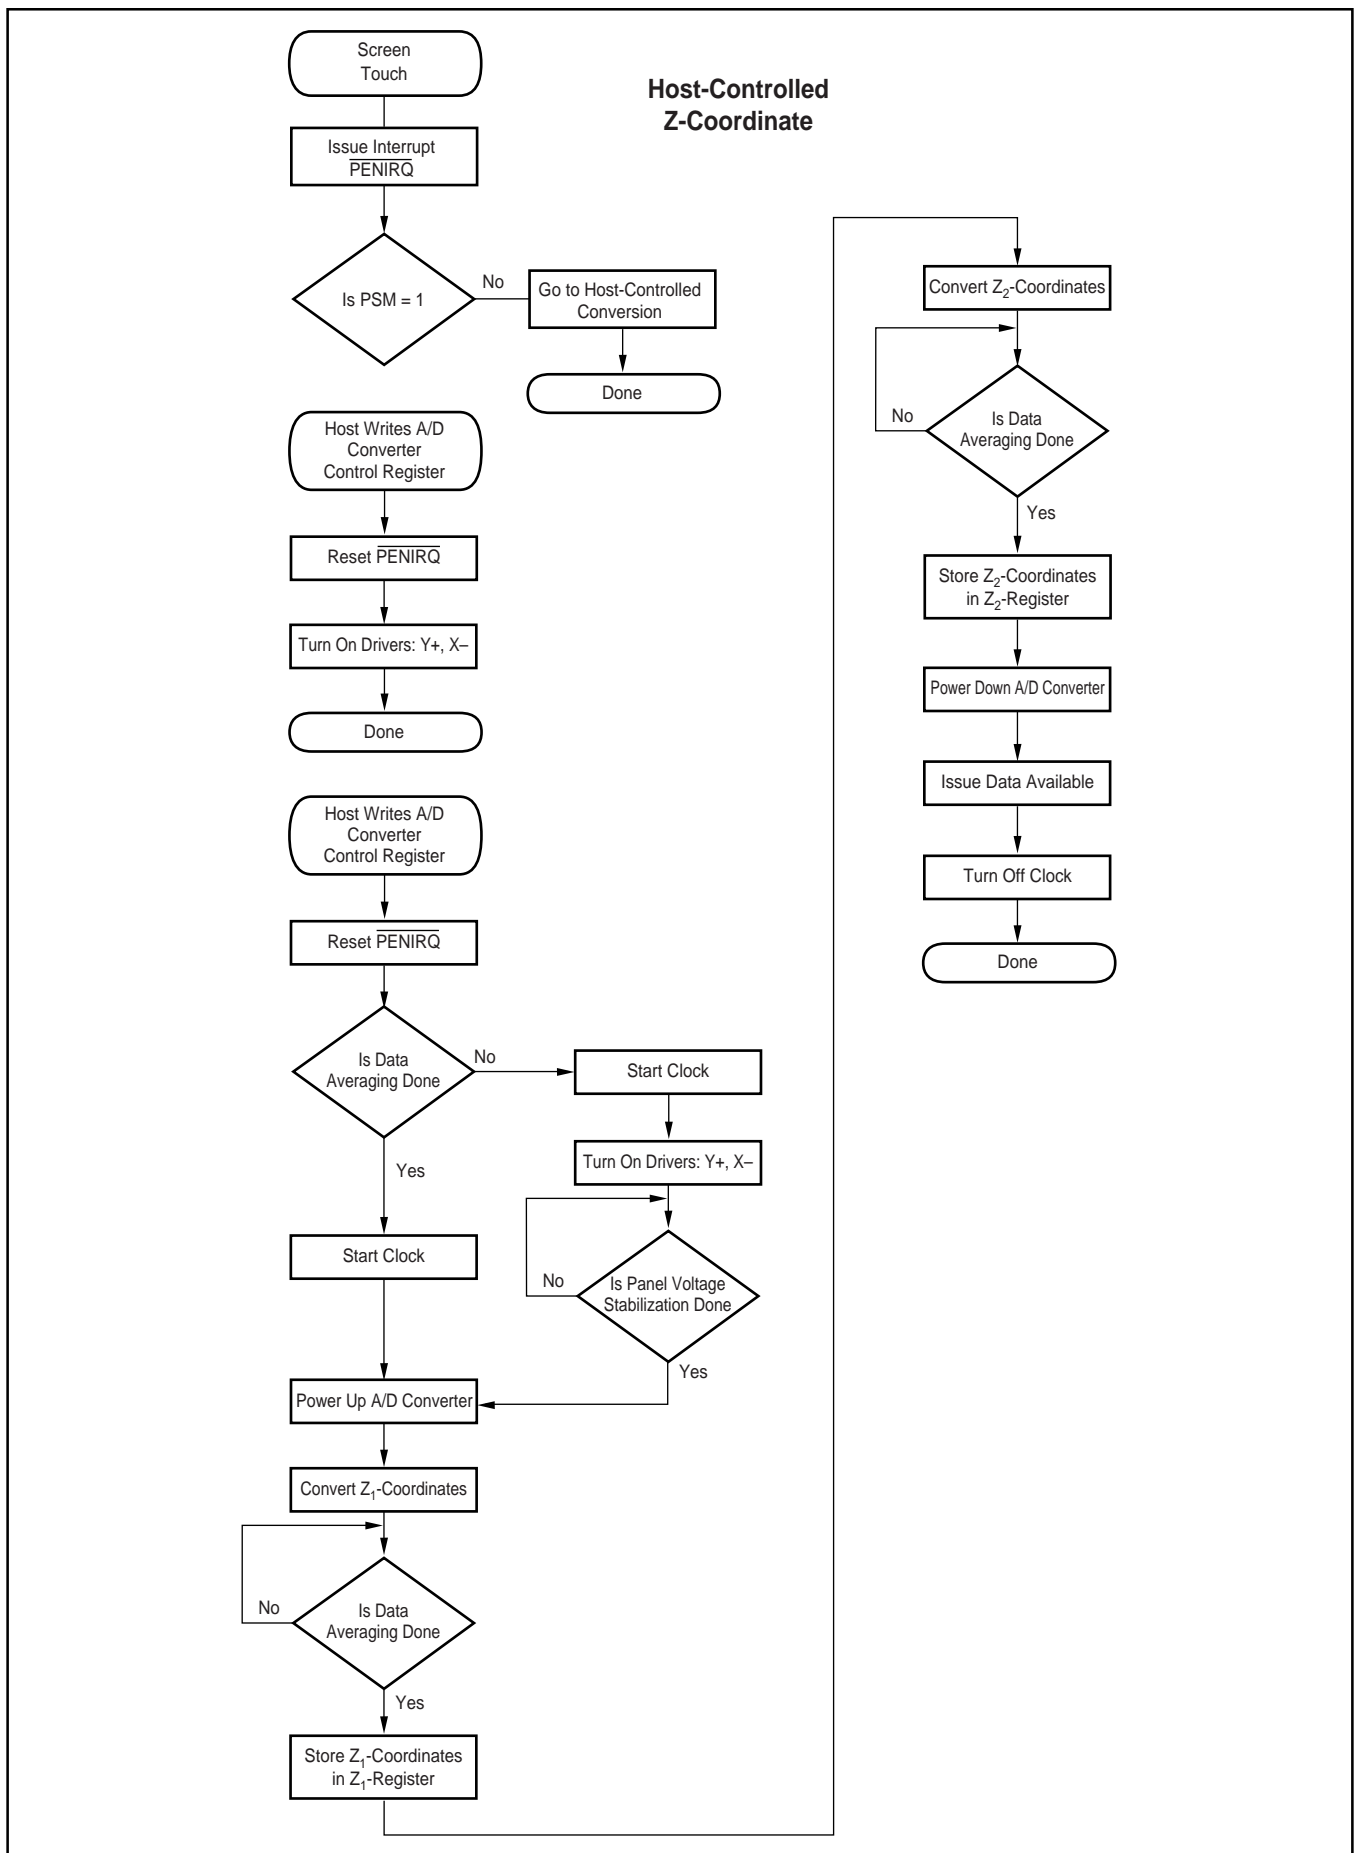 Host-Controlled
Z-Coordinate
Screen
Touch
Issue Interrupt
PENIRQ
Is PSM = 1
No
Go to Host-Controlled
Conversion
Done
Host Writes A/D
Converter
Control Register
Reset PENIRQ
Turn On Drivers: Y+, X–
Done
Host Writes A/D
Converter
Control Register
Reset PENIRQ
Is Data
Averaging Done
No
Start Clock
Turn On Drivers: Y+, X–
Is Panel Voltage
Stabilization Done
No
Yes
Yes
Start Clock
Power Up A/D Converter
Convert Z1-Coordinates
Is Data
Averaging Done
No
Yes
Store Z1-Coordinates
in Z1-Register
Convert Z2-Coordinates
Is Data
Averaging Done
No
Yes
Store Z2-Coordinates
in Z2-Register
Power Down A/D Converter
Issue Data Available
Turn Off Clock
Done